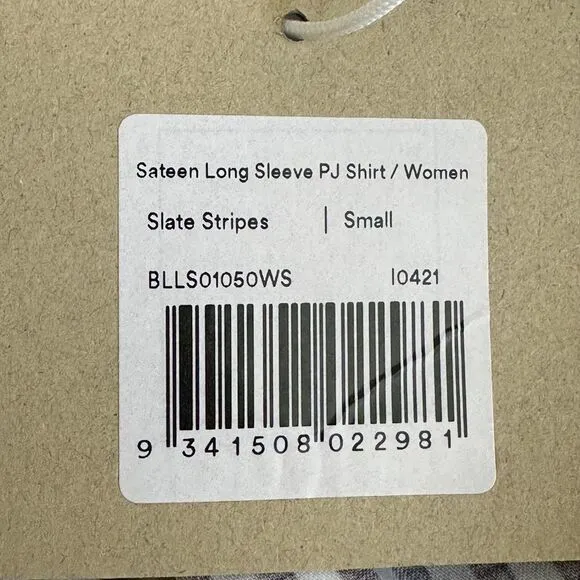 Sateen Long Sleeve PJ Shirt / Women
Slate Stripes | Small
BLLS01050WS I0421
9 341508 022981